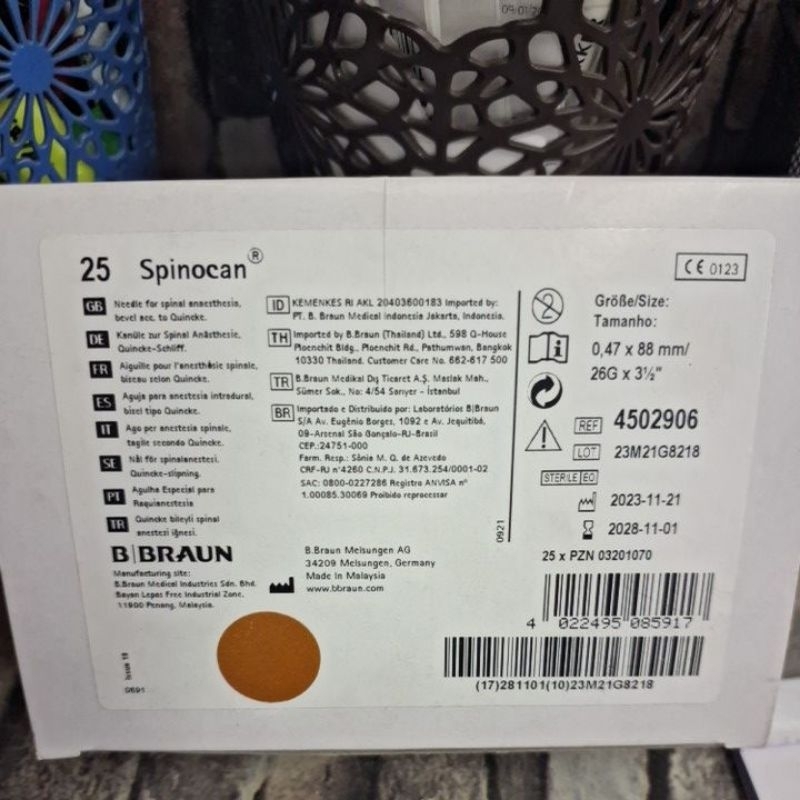 09/01/20
25 Spinocan®
CE 0123
GB Needle for spinal anaesthesia,
bevel acc. to Quincke.
DE Kanüle zur Spinal Anästhesie,
Quincke-Schliff.
FR Aiguille pour l'anesthésie spinale,
biseau selon Quincke.
ES Aguja para anestesia intradural,
bisel tipo Quincke.
IT Ago per anestesia spinale,
taglio secondo Quincke.
SE Nål för spinalanestesi.
Quincke-slipning.
PT Agulha Especial para
Raquianestesia
TR Quincke bileyli spinal
anestezi iğnesi.
B|BRAUN
Manufacturing site:
B.Braun Medical Industries Sdn. Bhd.
Bayan Lepas Free Industrial Zone,
11900 Penang, Malaysia.
Issue 19
0691
ID KEMENKES RI AKL 20403600183 Imported by:
PT. B. Braun Medical Indonesia Jakarta, Indonesia.
TH Imported by B.Braun (Thailand) Ltd., 598 Q-House
Ploenchit Bldg., Ploenchit Rd., Pathumwan, Bangkok
10330 Thailand. Customer Care No. 662-617 500
TR B.Braun Medikal Dış Ticaret A.Ş. Maslak Mah.,
Sümer Sok., No: 4/54 Sarıyer - İstanbul
BR Importado e Distribuído por: Laboratórios B|Braun
S/A Av. Eugênio Borges, 1092 e Av. Jequitibá,
09-Arsenal São Gonçalo-RJ-Brasil
CEP.:24751-000
Farm. Resp.: Sônia M. Q. de Azevedo
CRF-RJ nº4260 C.N.P.J. 31.673.254/0001-02
SAC: 0800-0227286 Registro ANVISA nº
1.00085.30069 Proibido reprocessar
B.Braun Melsungen AG
34209 Melsungen, Germany
Made in Malaysia
www.bbraun.com
0921
2
Größe/Size:
Tamanho:
0,47 x 88 mm/
26G x 3½"
REF 4502906
LOT 23M21G8218
STERILE EO
2023-11-21
2028-11-01
25 x PZN 03201070
4 022495 085917
(17)281101(10)23M21G8218